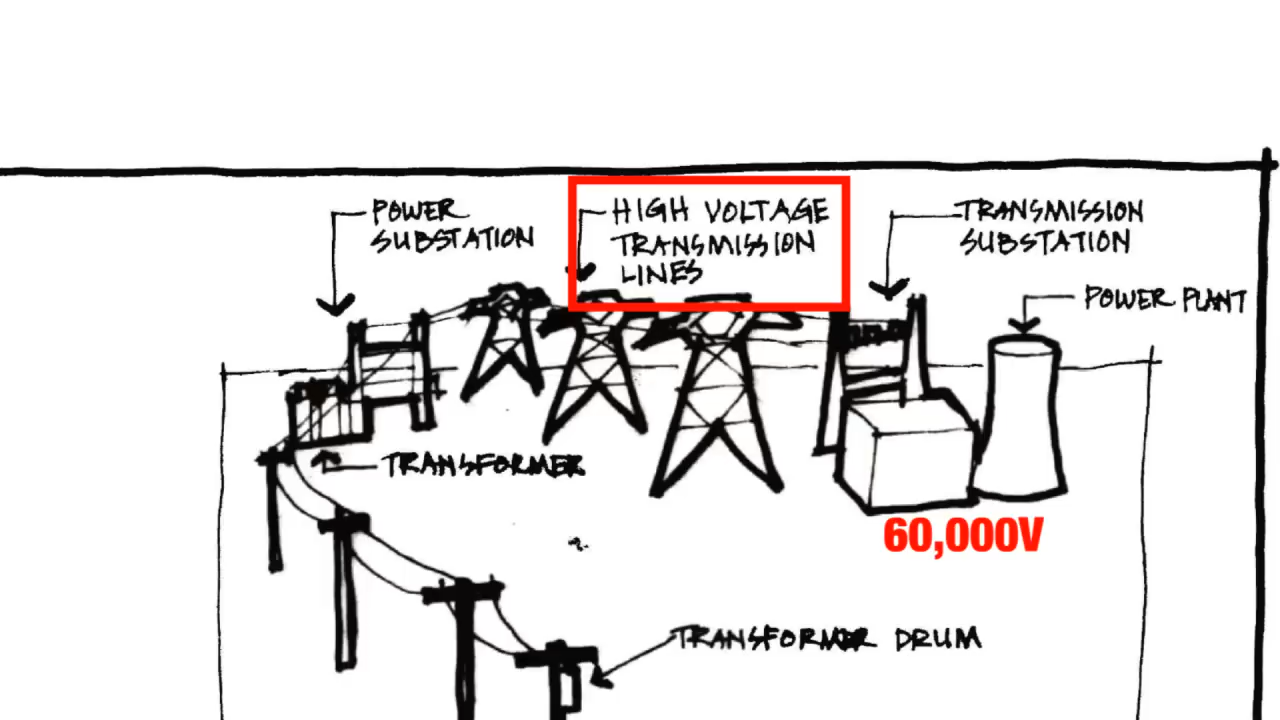 POWER
SUBSTATION
HIGH VOLTAGE
TRANSMISSION
LINES
TRANSMISSION
SUBSTATION
POWER PLANT
TRANSFORMER
60,000V
TRANSFORMER DRUM